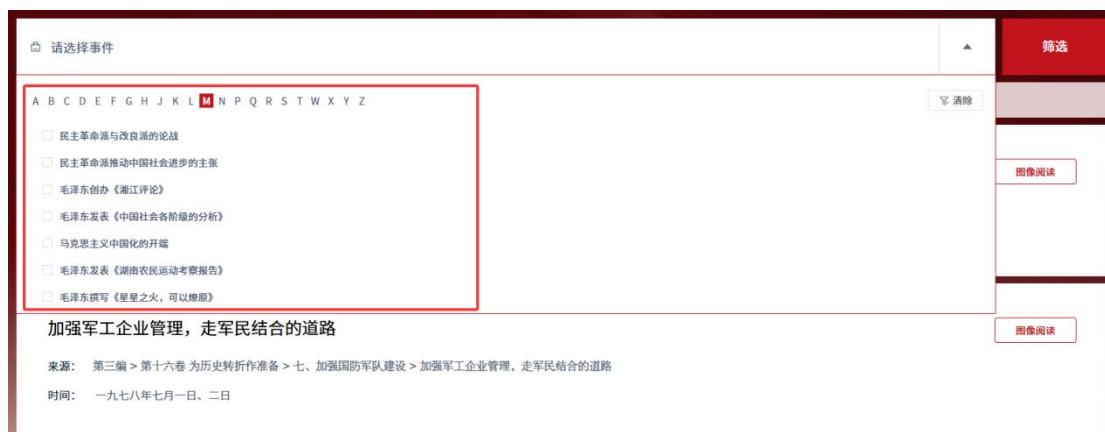 请选择事件
筛选
A B C D E F G H J K L M N P Q R S T W X Y Z
清除
民主革命派与改良派的论战
民主革命派推动中国社会进步的主张
图像阅读
毛泽东创办《湘江评论》
毛泽东发表《中国社会各阶级的分析》
马克思主义中国化的开端
毛泽东发表《湖南农民运动考察报告》
毛泽东撰写《星星之火，可以燎原》
加强军工企业管理，走军民结合的道路
图像阅读
来源： 第三编 > 第十六卷 为历史转折作准备 > 七、加强国防军队建设 > 加强军工企业管理，走军民结合的道路
时间： 一九七八年七月一日、二日